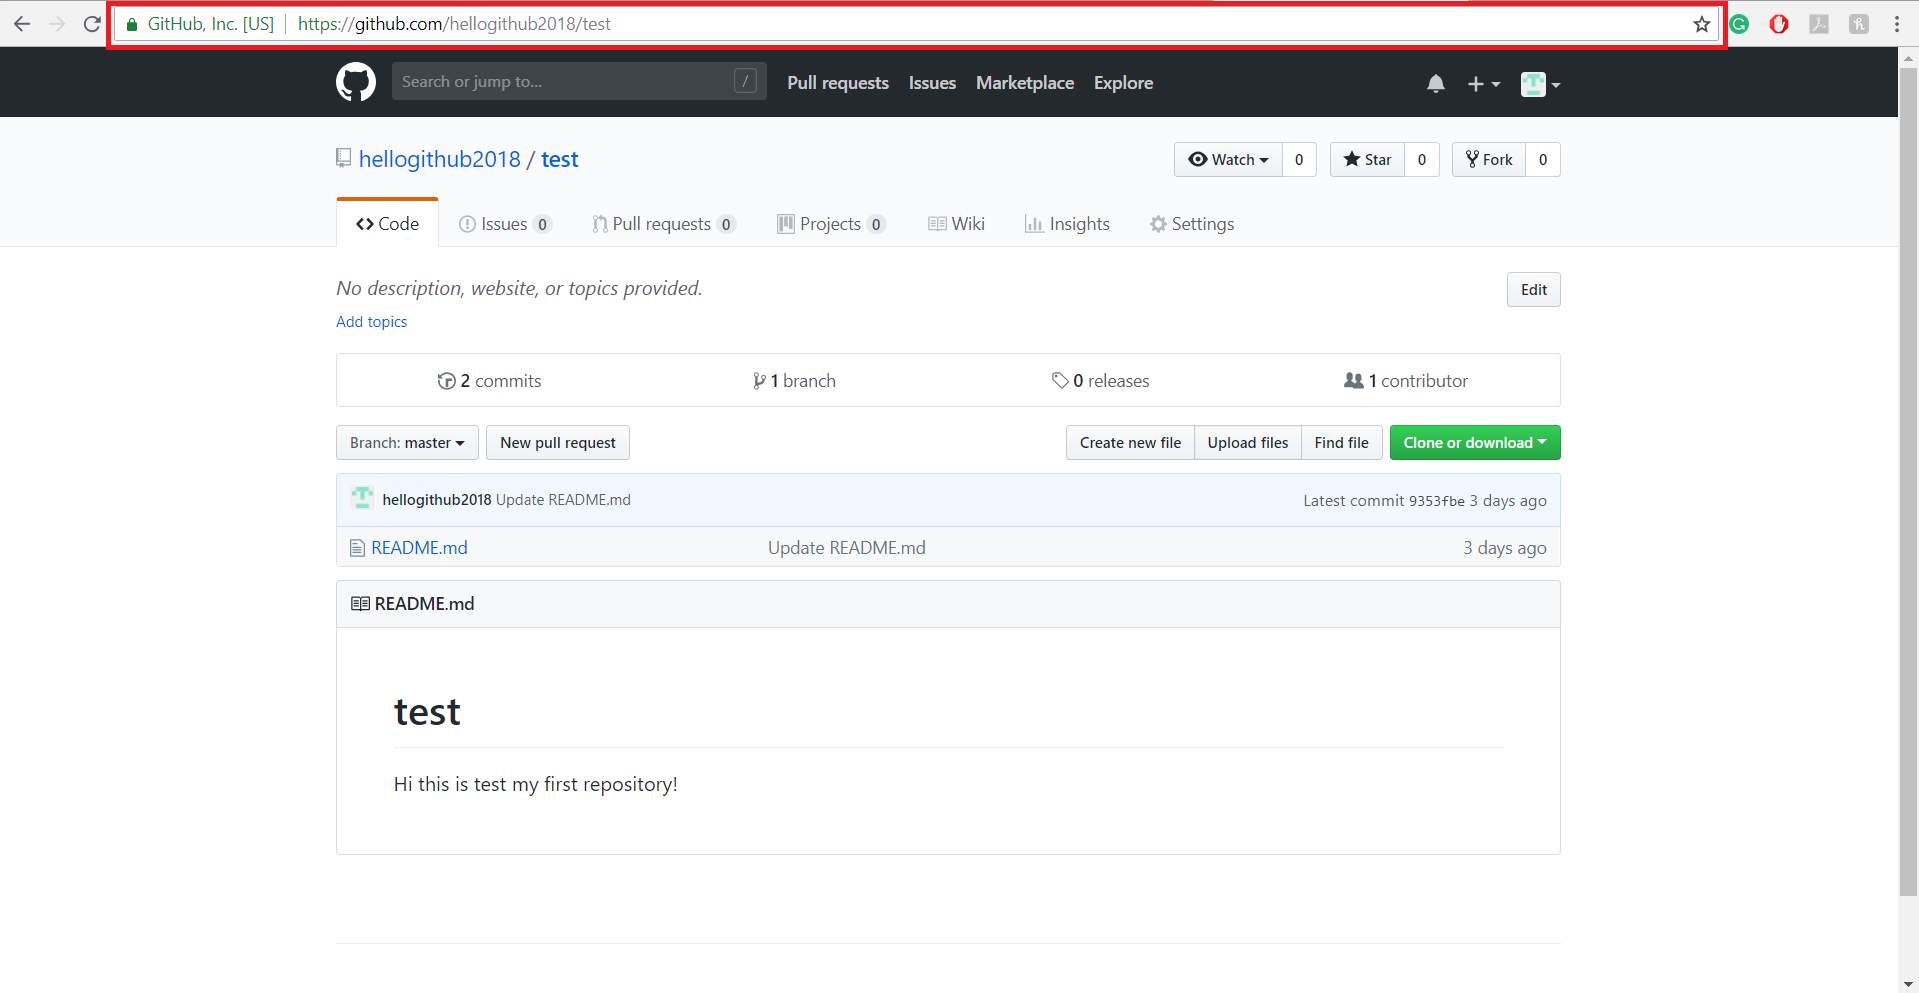 GitHub, Inc. [US] https://github.com/hellogithub2018/test
Search or jump to... / Pull requests Issues Marketplace Explore
hellogithub2018 / test Watch 0 Star 0 Fork 0
Code Issues 0 Pull requests 0 Projects 0 Wiki Insights Settings
No description, website, or topics provided. Edit
Add topics
2 commits 1 branch 0 releases 1 contributor
Branch: master New pull request Create new file Upload files Find file Clone or download
hellogithub2018 Update README.md Latest commit 9353fbe 3 days ago
README.md Update README.md 3 days ago
README.md
test
Hi this is test my first repository!